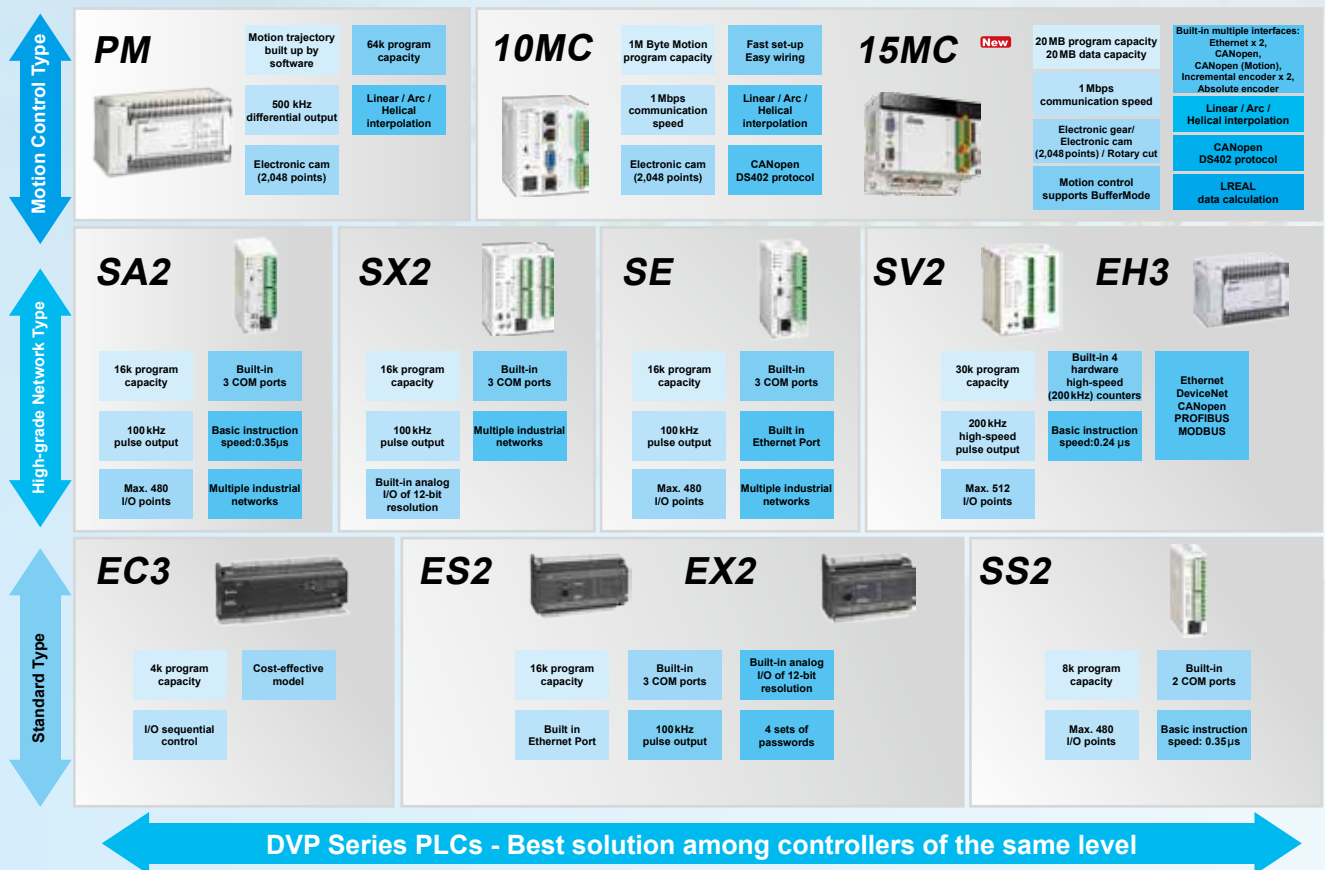 Motion Control Type
PM
Motion trajectory
built up by
software
64k program
capacity
500 kHz
differential output
Linear / Arc /
Helical
interpolation
Electronic cam
(2,048 points)
10MC
1M Byte Motion
program capacity
Fast set-up
Easy wiring
1 Mbps
communication
speed
Linear / Arc /
Helical
interpolation
Electronic cam
(2,048 points)
CANopen
DS402 protocol
15MC
New
20 MB program capacity
20 MB data capacity
Built-in multiple interfaces:
Ethernet x 2,
CANopen,
CANopen (Motion),
Incremental encoder x 2,
Absolute encoder
1 Mbps
communication speed
Linear / Arc /
Helical interpolation
Electronic gear/
Electronic cam
(2,048 points) / Rotary cut
CANopen
DS402 protocol
Motion control
supports BufferMode
LREAL
data calculation
High-grade Network Type
SA2
16k program
capacity
Built-in
3 COM ports
100 kHz
pulse output
Basic instruction
speed:0.35μs
Max. 480
I/O points
Multiple industrial
networks
SX2
16k program
capacity
Built-in
3 COM ports
100 kHz
pulse output
Multiple industrial
networks
Built-in analog
I/O of 12-bit
resolution
SE
16k program
capacity
Built-in
3 COM ports
100 kHz
pulse output
Built in
Ethernet Port
Max. 480
I/O points
Multiple industrial
networks
SV2
EH3
30k program
capacity
Built-in 4
hardware
high-speed
(200 kHz) counters
Ethernet
DeviceNet
CANopen
PROFIBUS
MODBUS
200 kHz
high-speed
pulse output
Basic instruction
speed:0.24 μs
Max. 512
I/O points
Standard Type
EC3
4k program
capacity
Cost-effective
model
I/O sequential
control
ES2
EX2
16k program
capacity
Built-in
3 COM ports
Built-in analog
I/O of 12-bit
resolution
Built in
Ethernet Port
100 kHz
pulse output
4 sets of
passwords
SS2
8k program
capacity
Built-in
2 COM ports
Max. 480
I/O points
Basic instruction
speed: 0.35μs
DVP Series PLCs - Best solution among controllers of the same level